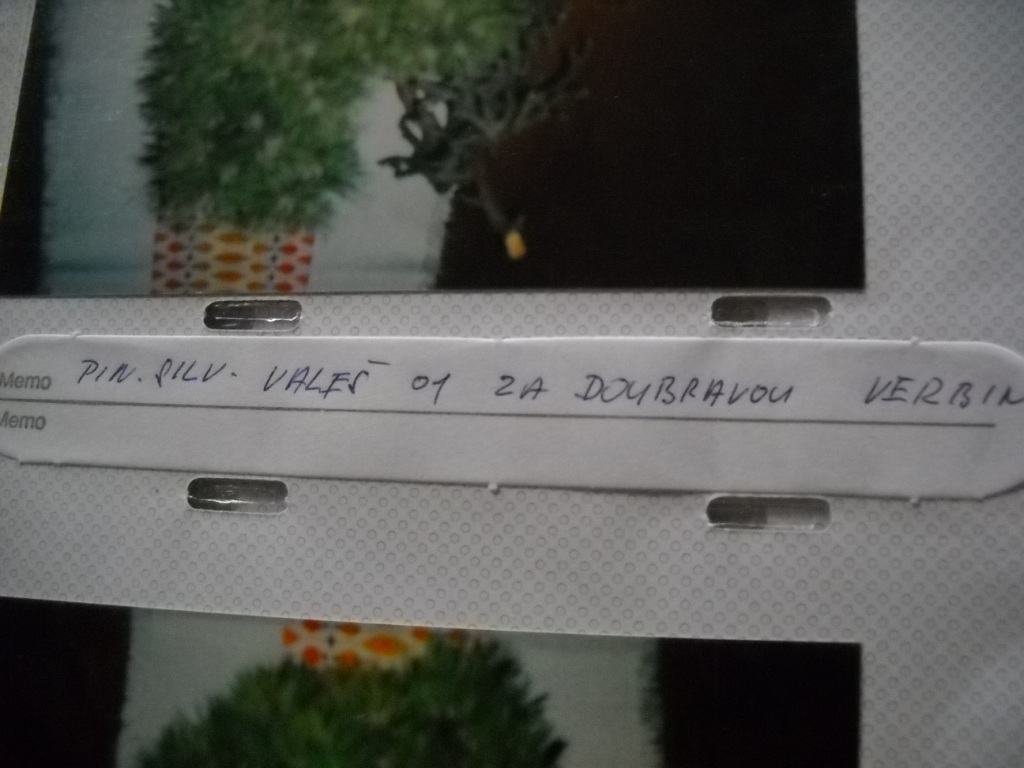 Memo PIN. SILV. VALEŠ 01 ZA DOUBRAVOU VERBIN
Memo